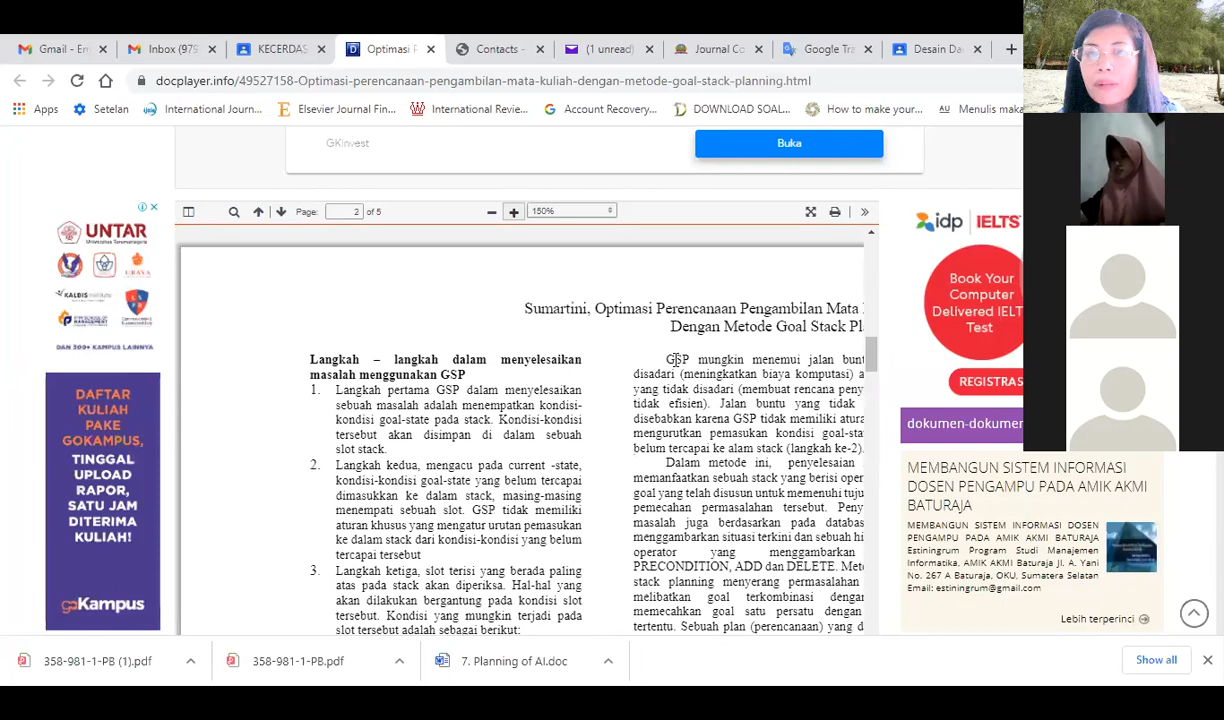 Gmail - En
Inbox (979
KECERDAS
Optimasi P
Contacts -
(1 unread)
Journal Co
Google Tra
Desain Da
docplayer.info/49527158-Optimasi-perencanaan-pengambilan-mata-kuliah-dengan-metode-goal-stack-planning.html
Apps
Setelan
International Journ...
Elsevier Journal Fin...
International Revie...
Account Recovery...
DOWNLOAD SOAL...
How to make your...
AU Menulis maka
GKInvest
Buka
Page: 2 of 5
150%
UNTAR
Universitas Tarumanagara
UBAYA
KALBIS Institute
DAN 300+ KAMPUS LAINNYA
DAFTAR
KULIAH
PAKE
GOKAMPUS,
TINGGAL
UPLOAD
RAPOR,
SATU JAM
DITERIMA
KULIAH!
goKampus
Sumartini, Optimasi Perencanaan Pengambilan Mata
Dengan Metode Goal Stack Pla
Langkah – langkah dalam menyelesaikan
masalah menggunakan GSP
1. Langkah pertama GSP dalam menyelesaikan
sebuah masalah adalah menempatkan kondisi-
kondisi goal-state pada stack. Kondisi-kondisi
tersebut akan disimpan di dalam sebuah
slot stack.
2. Langkah kedua, mengacu pada current -state,
kondisi-kondisi goal-state yang belum tercapai
dimasukkan ke dalam stack, masing-masing
menempati sebuah slot. GSP tidak memiliki
aturan khusus yang mengatur urutan pemasukan
ke dalam stack dari kondisi-kondisi yang belum
tercapai tersebut
3. Langkah ketiga, slot terisi yang berada paling
atas pada stack akan diperiksa. Hal-hal yang
akan dilakukan bergantung pada kondisi slot
tersebut. Kondisi yang mungkin terjadi pada
slot tersebut adalah sebagai berikut:
GSP mungkin menemui jalan bunt
disadari (meningkatkan biaya komputasi) a
yang tidak disadari (membuat rencana peny
tidak efisien). Jalan buntu yang tidak
disebabkan karena GSP tidak memiliki atura
mengurutkan pemasukan kondisi goal-stat
belum tercapai ke alam stack (langkah ke-2).
Dalam metode ini, penyelesaian
memanfaatkan sebuah stack yang berisi oper
goal yang telah disusun untuk memenuhi tuju
pemecahan permasalahan tersebut. Peny
masalah juga berdasarkan pada databas
menggambarkan situasi terkini dan sebuah hi
operator yang menggambarkan
PRECONDITION, ADD dan DELETE. Meto
stack planning menyerang permasalahan
melibatkan goal terkombinasi dengan
memecahkan goal satu persatu dengan
tertentu. Sebuah plan (perencanaan) yang d
idp IELTS
Book Your
Computer
Delivered IELT
Test
REGISTRAS
dokumen-dokumen
MEMBANGUN SISTEM INFORMASI
DOSEN PENGAMPU PADA AMIK AKMI
BATURAJA
MEMBANGUN SISTEM INFORMASI DOSEN
PENGAMPU PADA AMIK AKMI BATURAJA
Estiningrum Program Studi Manajemen
Informatika, AMIK AKMI Baturaja Jl. A. Yani
No. 267 A Baturaja, OKU, Sumatera Selatan
Email: estiningrum@gmail.com
Lebih terperinci
358-981-1-PB (1).pdf
358-981-1-PB.pdf
7. Planning of AI.doc
Show all